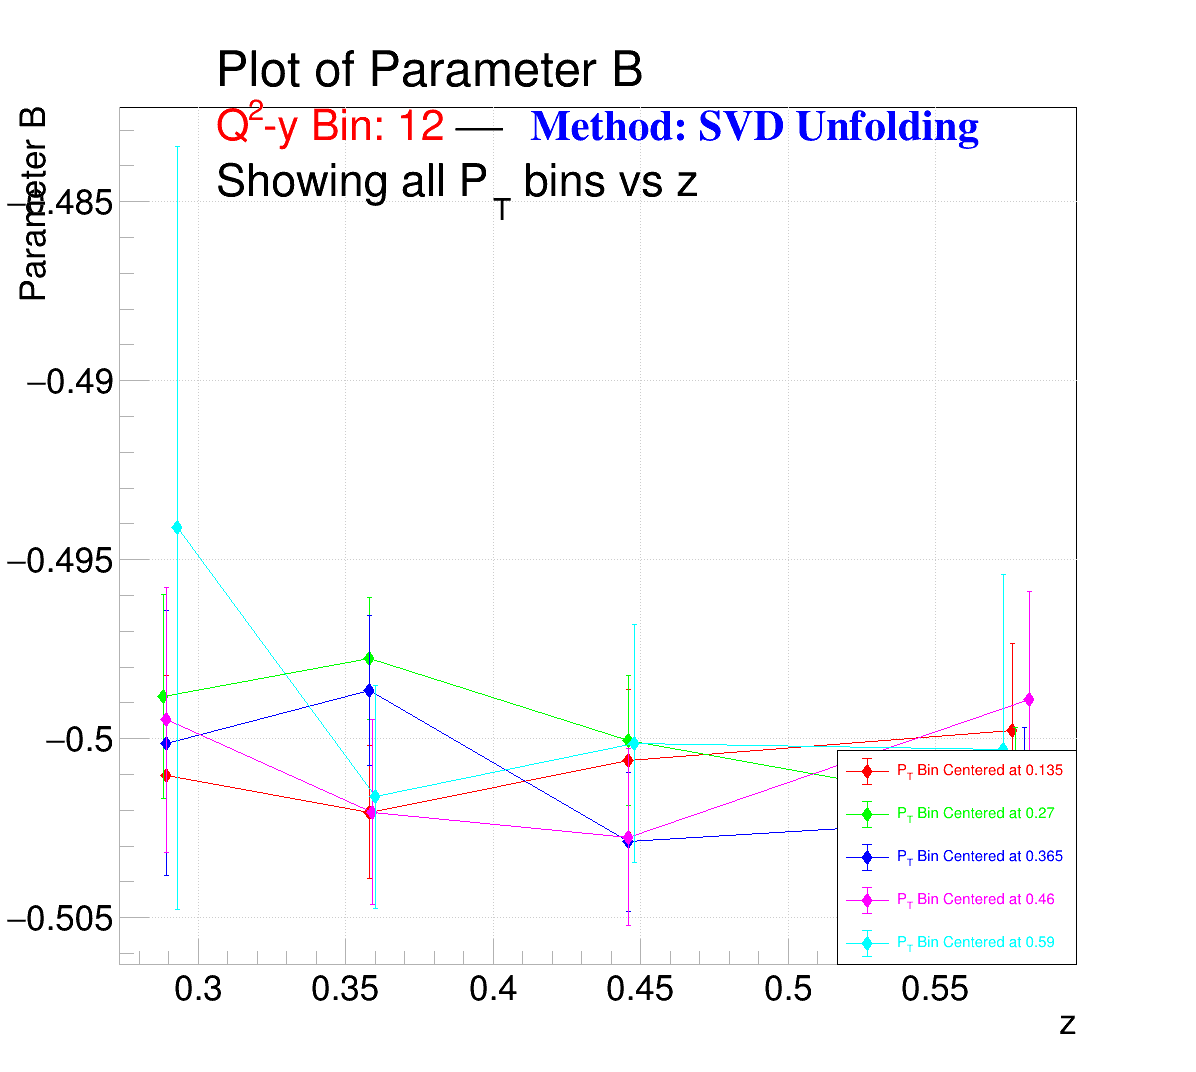 Plot of Parameter B
Q2-y Bin: 12 — Method: SVD Unfolding
Showing all PT bins vs z
Parameter B
−0.485
−0.49
−0.495
−0.5
−0.505
0.3 0.35 0.4 0.45 0.5 0.55
z
PT Bin Centered at 0.135
PT Bin Centered at 0.27
PT Bin Centered at 0.365
PT Bin Centered at 0.46
PT Bin Centered at 0.59